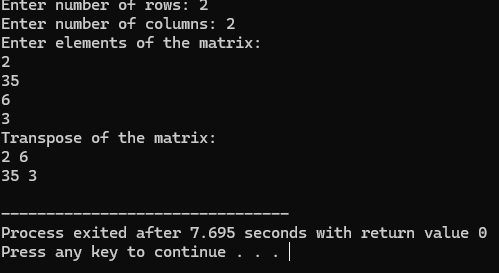 Enter number of rows: 2
Enter number of columns: 2
Enter elements of the matrix:
2
35
6
3
Transpose of the matrix:
2 6
35 3
--------------------------------
Process exited after 7.695 seconds with return value 0
Press any key to continue . . .